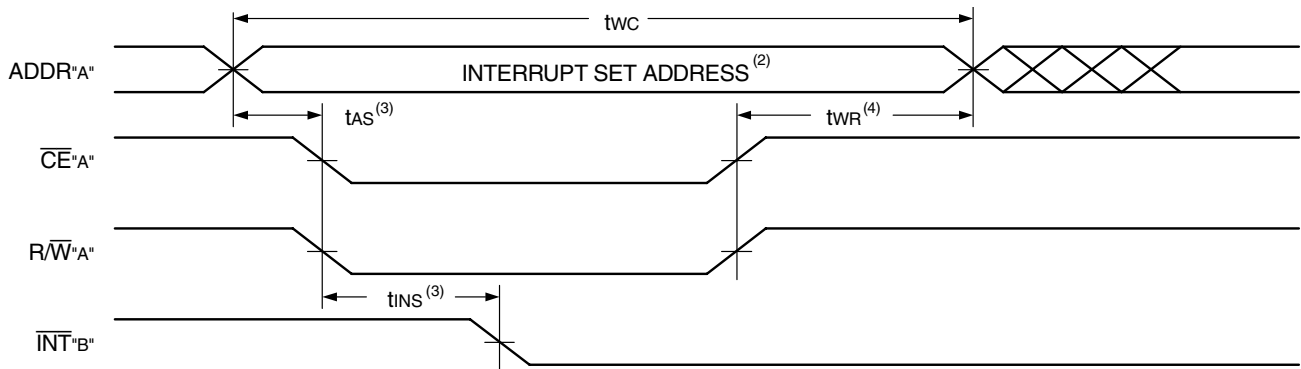 tWC
ADDR"A"
INTERRUPT SET ADDRESS(2)
tAS(3)
tWR(4)
CE"A"
R/W"A"
tINS(3)
INT"B"